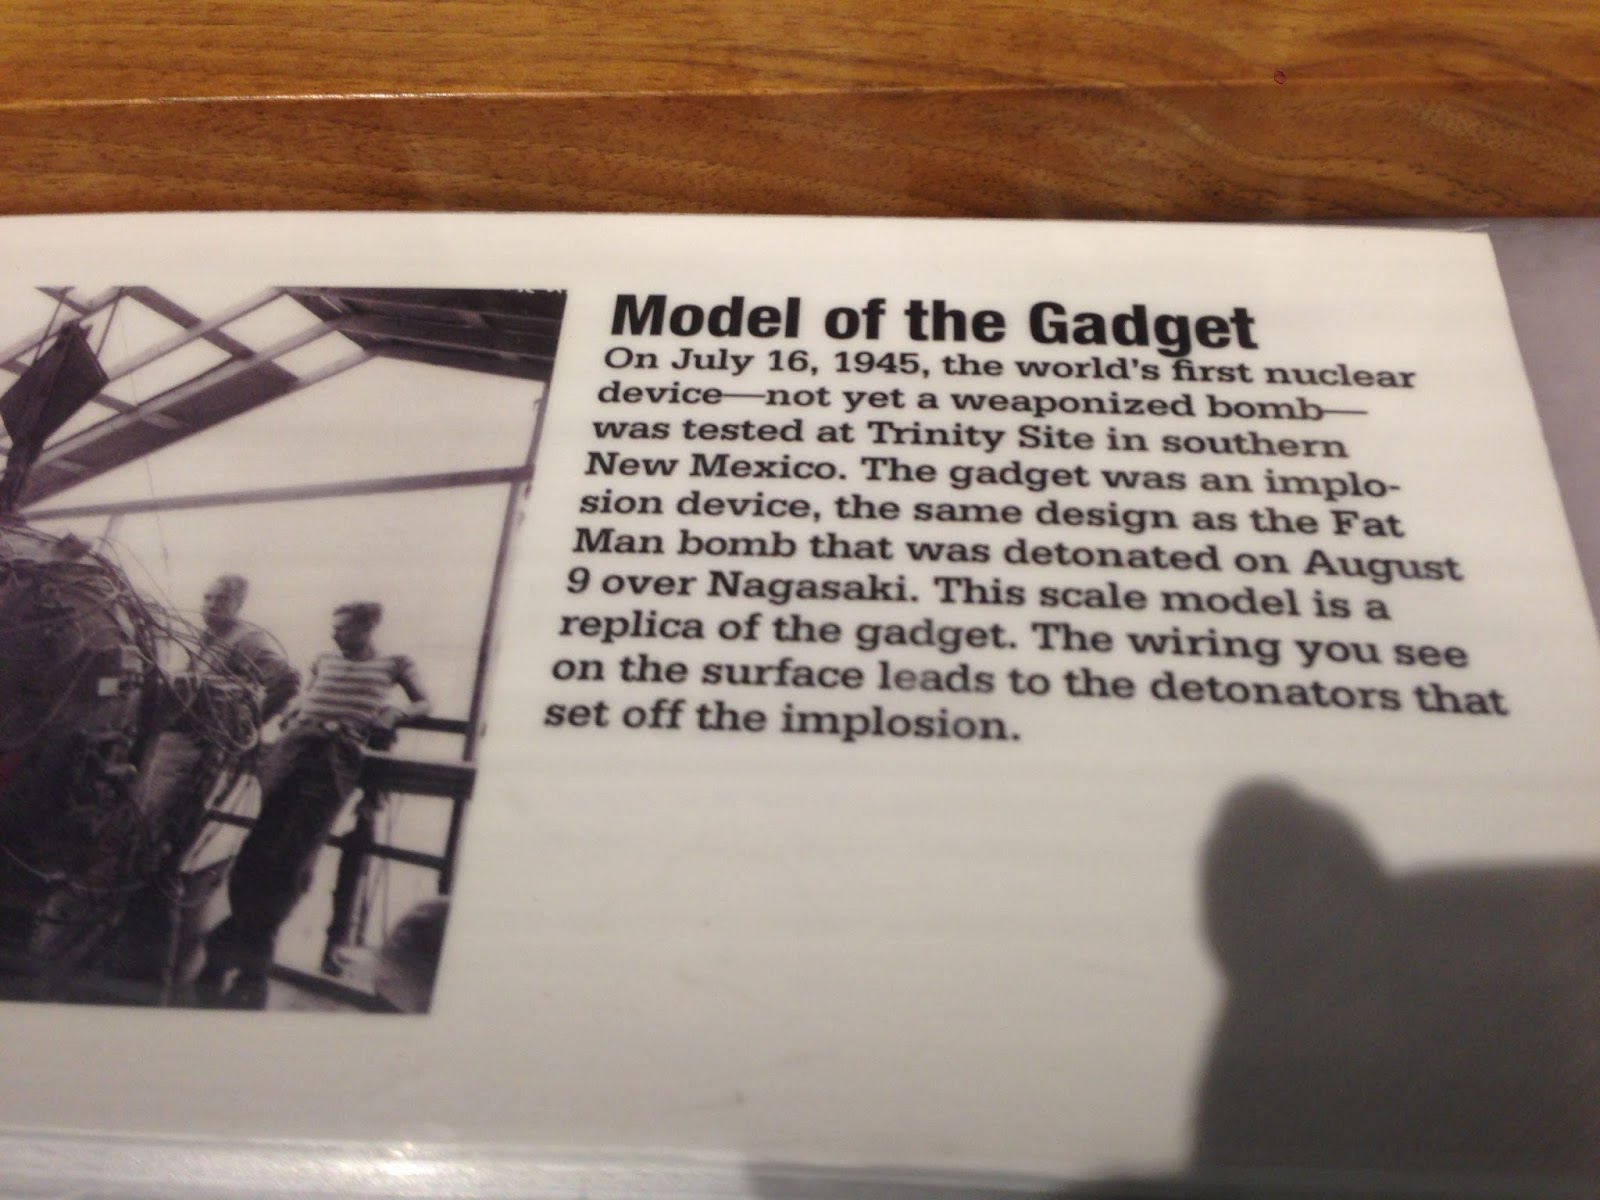 Model of the Gadget
On July 16, 1945, the world's first nuclear
device—not yet a weaponized bomb—
was tested at Trinity Site in southern
New Mexico. The gadget was an implo-
sion device, the same design as the Fat
Man bomb that was detonated on August
9 over Nagasaki. This scale model is a
replica of the gadget. The wiring you see
on the surface leads to the detonators that
set off the implosion.